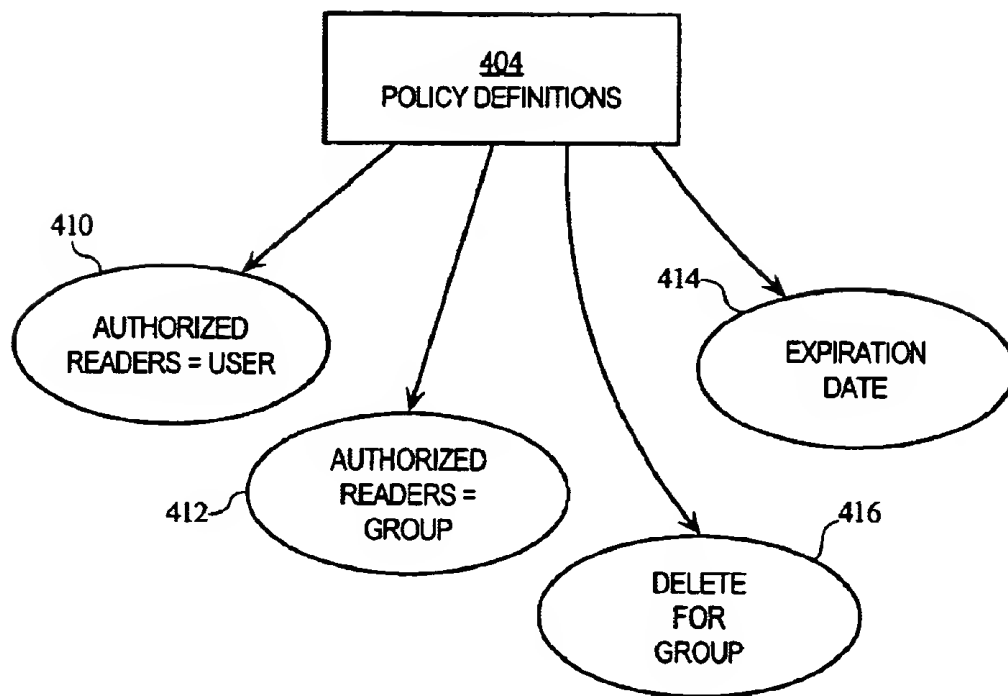 404
POLICY DEFINITIONS
410
AUTHORIZED
READERS = USER
414
EXPIRATION
DATE
412
AUTHORIZED
READERS =
GROUP
416
DELETE
FOR
GROUP